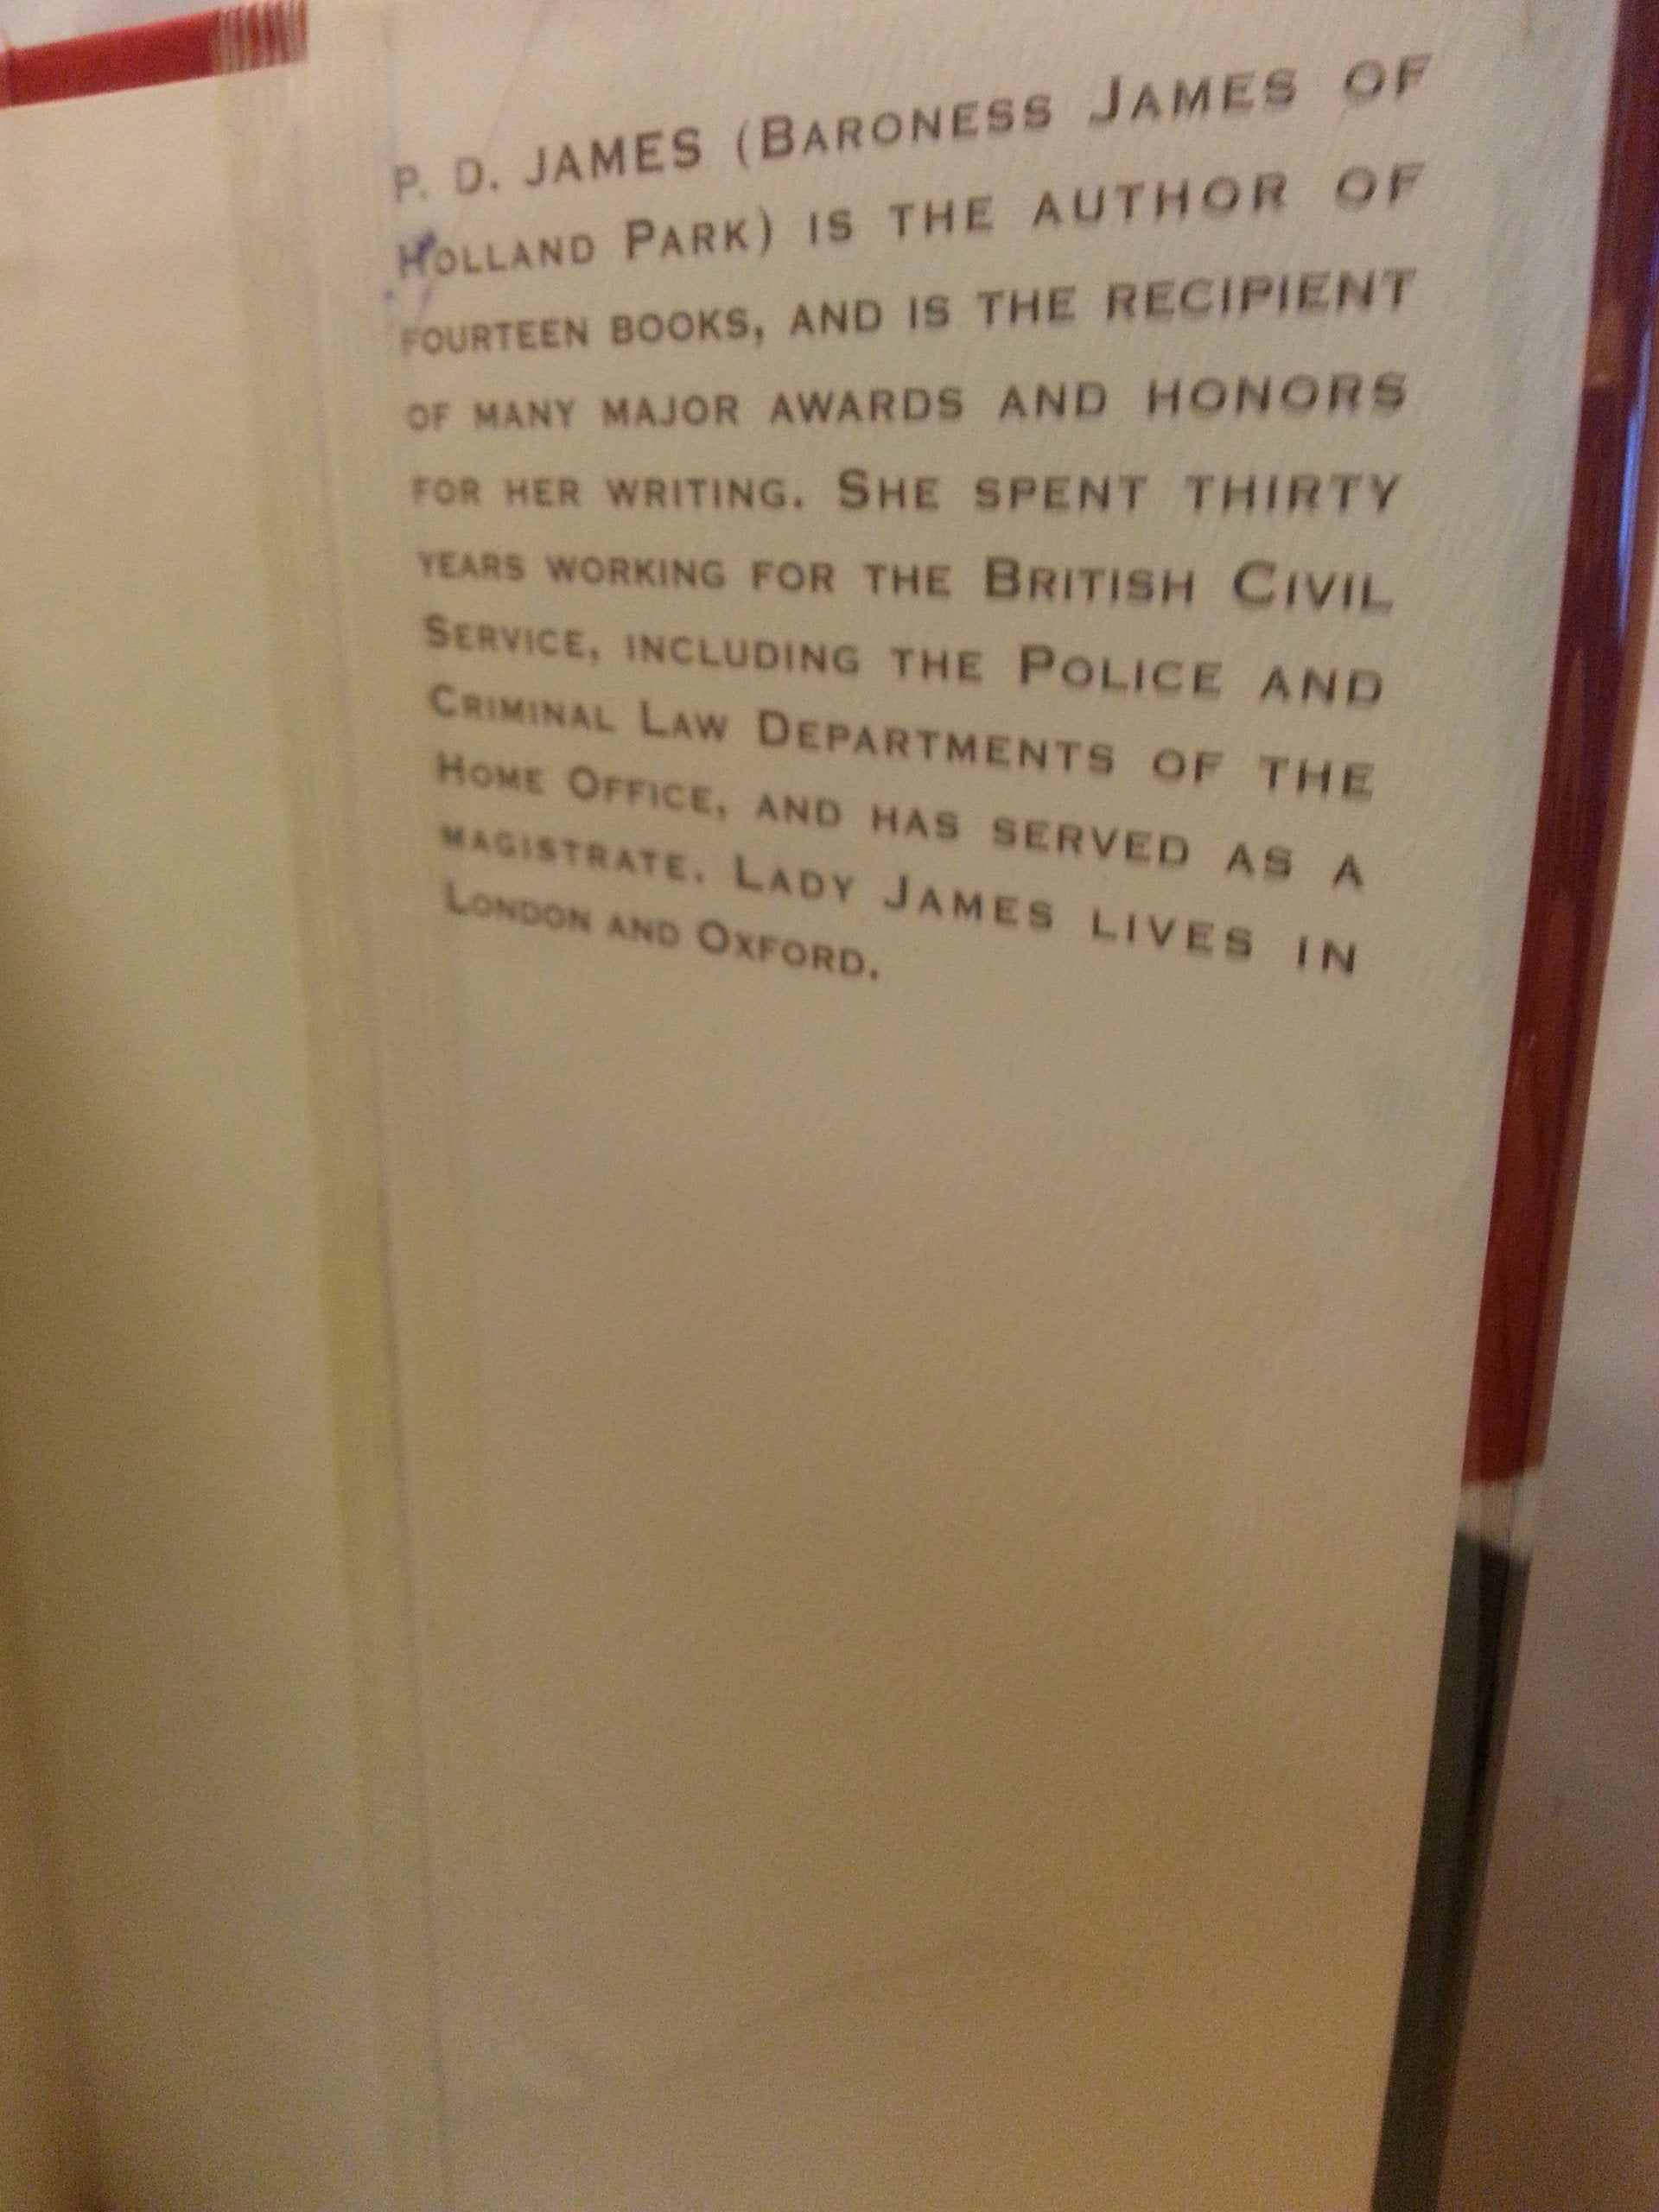 P. D. JAMES (BARONESS JAMES OF
HOLLAND PARK) IS THE AUTHOR OF
FOURTEEN BOOKS, AND IS THE RECIPIENT
OF MANY MAJOR AWARDS AND HONORS
FOR HER WRITING. SHE SPENT THIRTY
YEARS WORKING FOR THE BRITISH CIVIL
SERVICE, INCLUDING THE POLICE AND
CRIMINAL LAW DEPARTMENTS OF THE
HOME OFFICE, AND HAS SERVED AS A
MAGISTRATE. LADY JAMES LIVES IN
LONDON AND OXFORD.